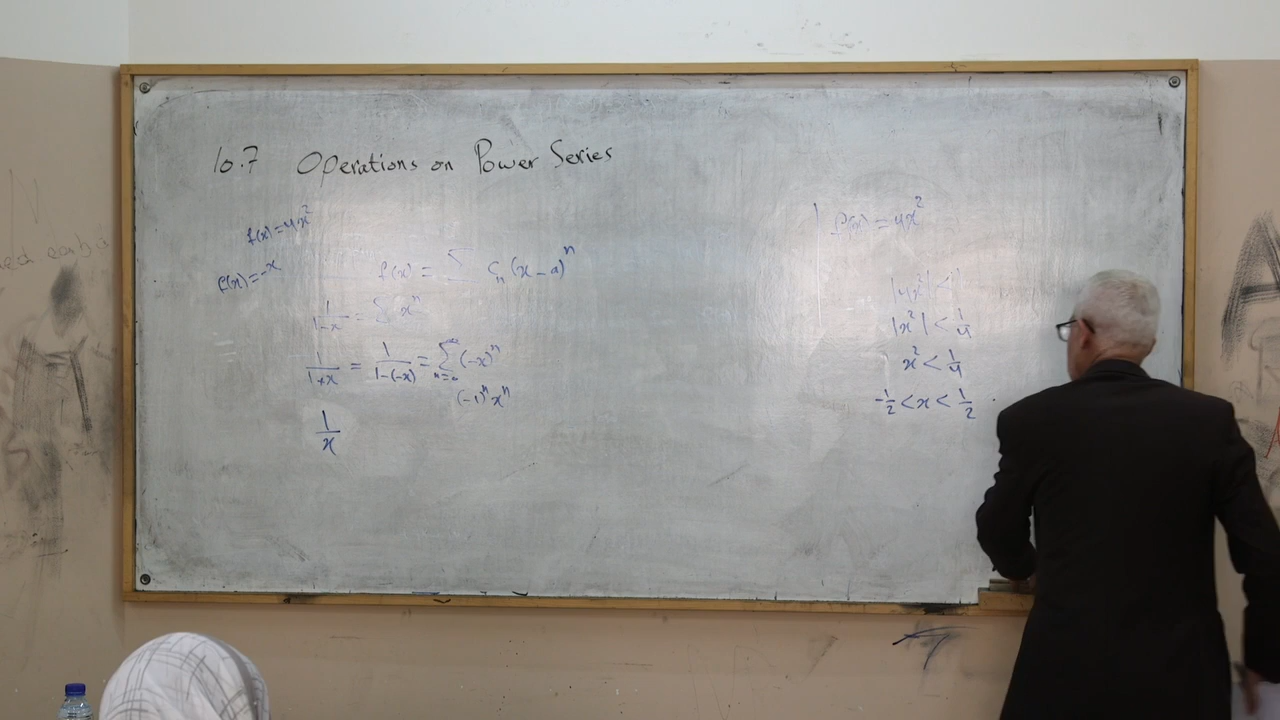 10.7 Operations on Power Series
f(x)=4x²
f(x)=-x
f(x) = Σ cₙ (x-a)ⁿ
1/(1-x) = Σ xⁿ
1/(1+x) = 1/(1-(-x)) = Σ_{n=0}^{∞} (-x)ⁿ
(-1)ⁿ xⁿ
1/x
f(x) = 4x²
|4x²| < 1
|x²| < 1/4
x² < 1/4
-1/2 < x < 1/2